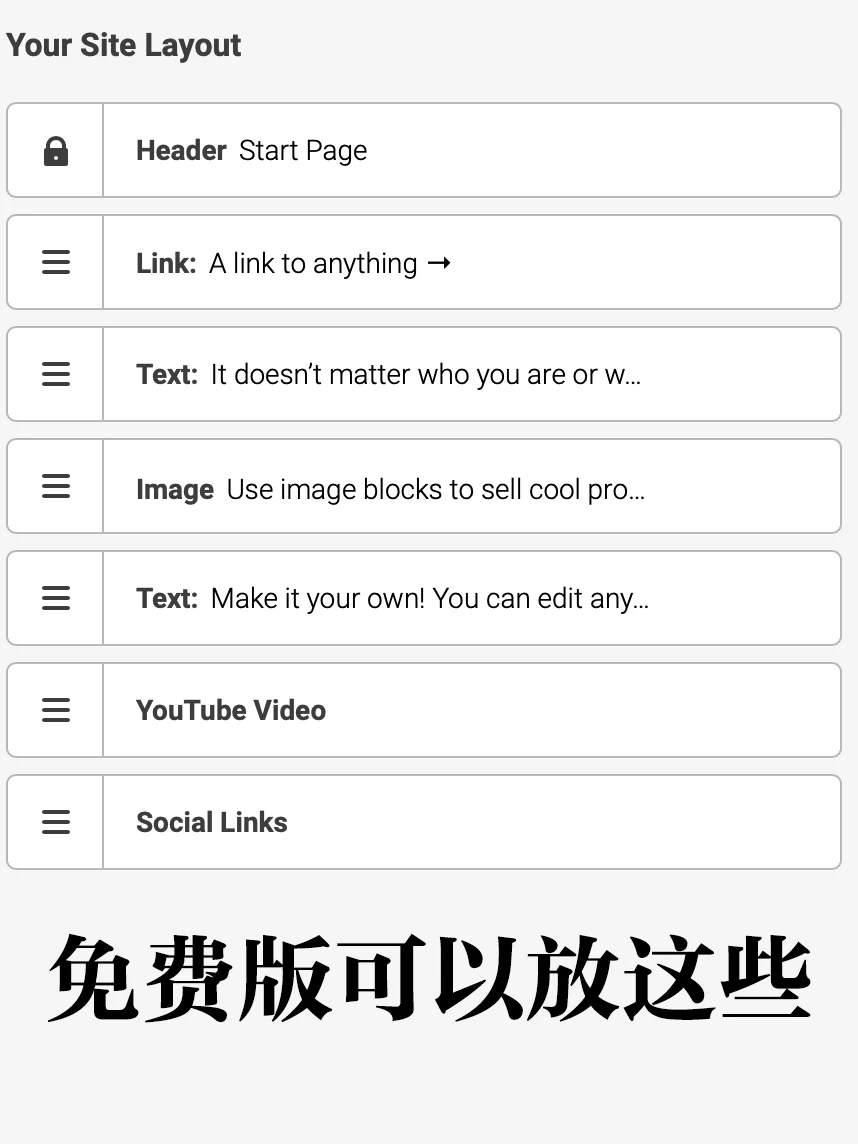 Your Site Layout
Header Start Page
Link: A link to anything →
Text: It doesn’t matter who you are or w...
Image Use image blocks to sell cool pro...
Text: Make it your own! You can edit any...
YouTube Video
Social Links
免费版可以放这些